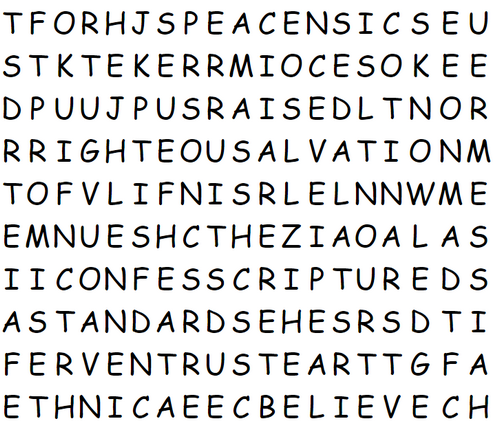 TFORHJSPEACENSICSEU
STKTEKERRMIOCESOKEE
DPUUJPUSRAISEDLTNOR
RRIGHTEOUSALVATIONM
TOFVLIFNISRLELNNWME
EMNUESHCTHEZIAOALAS
IICONFESSCRIPTUREDS
ASTANDARDSEHESRSDTI
FERVENTRUSTEARTTGFA
ETHNICAEECBELIEVECH